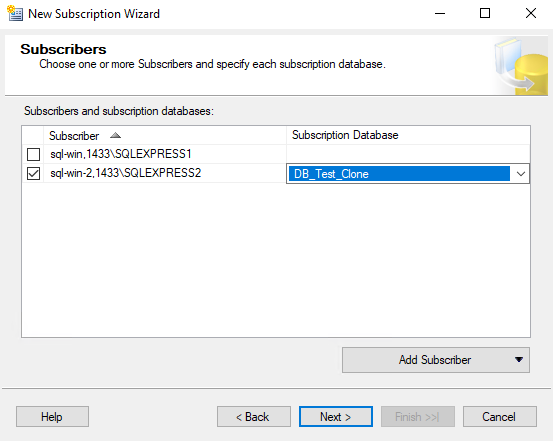 New Subscription Wizard
Subscribers
Choose one or more Subscribers and specify each subscription database.
Subscribers and subscription databases:
Subscriber Subscription Database
sql-win,1433\SQLEXPRESS1
sql-win-2,1433\SQLEXPRESS2 DB_Test_Clone
Add Subscriber
Help < Back Next > Finish >>| Cancel